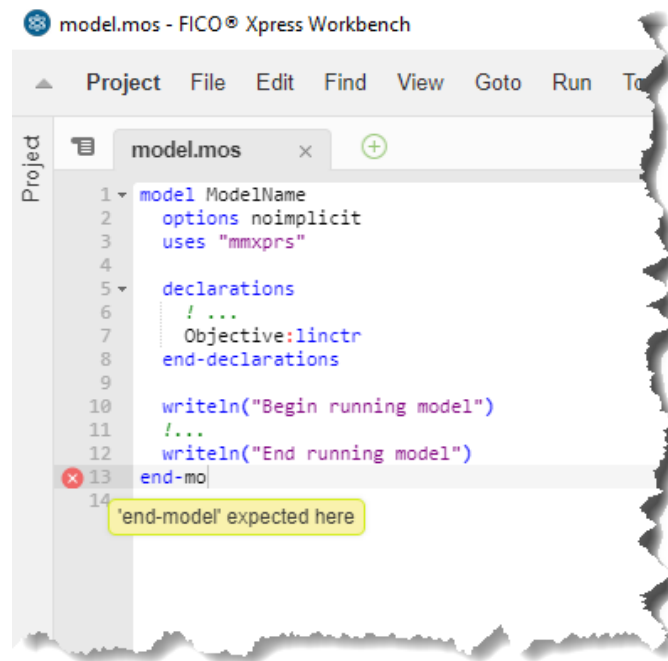 model.mos - FICO® Xpress Workbench
Project File Edit Find View Goto Run
Project
model.mos ×
1 model ModelName
2 options noimplicit
3 uses "mmxprs"
4
5 declarations
6 ! ...
7 Objective:linctr
8 end-declarations
9
10 writeln("Begin running model")
11 !...
12 writeln("End running model")
13 end-mo
14
'end-model' expected here